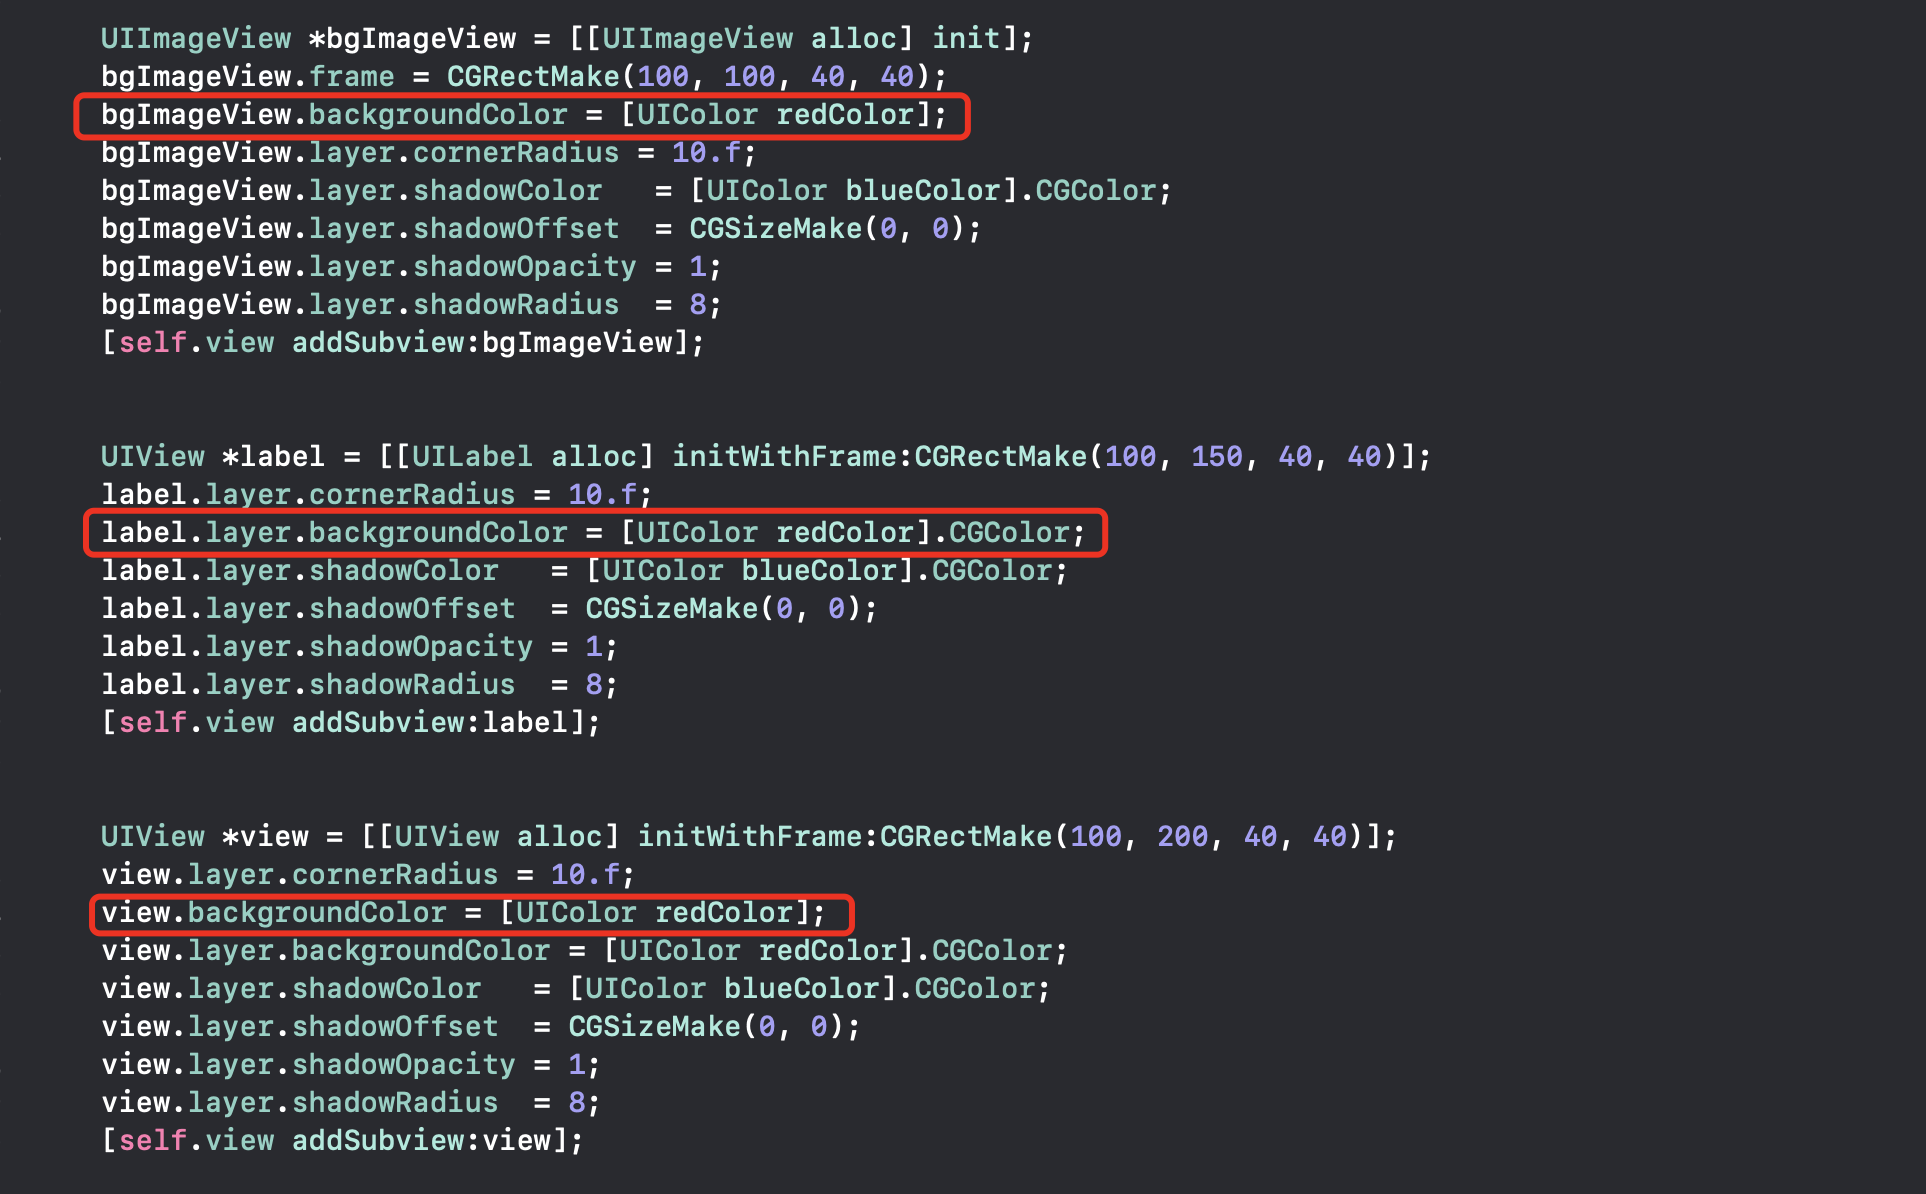 UIImageView *bgImageView = [[UIImageView alloc] init];
bgImageView.frame = CGRectMake(100, 100, 40, 40);
bgImageView.backgroundColor = [UIColor redColor];
bgImageView.layer.cornerRadius = 10.f;
bgImageView.layer.shadowColor   = [UIColor blueColor].CGColor;
bgImageView.layer.shadowOffset  = CGSizeMake(0, 0);
bgImageView.layer.shadowOpacity = 1;
bgImageView.layer.shadowRadius  = 8;
[self.view addSubview:bgImageView];
UIView *label = [[UILabel alloc] initWithFrame:CGRectMake(100, 150, 40, 40)];
label.layer.cornerRadius = 10.f;
label.layer.backgroundColor = [UIColor redColor].CGColor;
label.layer.shadowColor   = [UIColor blueColor].CGColor;
label.layer.shadowOffset  = CGSizeMake(0, 0);
label.layer.shadowOpacity = 1;
label.layer.shadowRadius  = 8;
[self.view addSubview:label];
UIView *view = [[UIView alloc] initWithFrame:CGRectMake(100, 200, 40, 40)];
view.layer.cornerRadius = 10.f;
view.backgroundColor = [UIColor redColor];
view.layer.backgroundColor = [UIColor redColor].CGColor;
view.layer.shadowColor   = [UIColor blueColor].CGColor;
view.layer.shadowOffset  = CGSizeMake(0, 0);
view.layer.shadowOpacity = 1;
view.layer.shadowRadius  = 8;
[self.view addSubview:view];